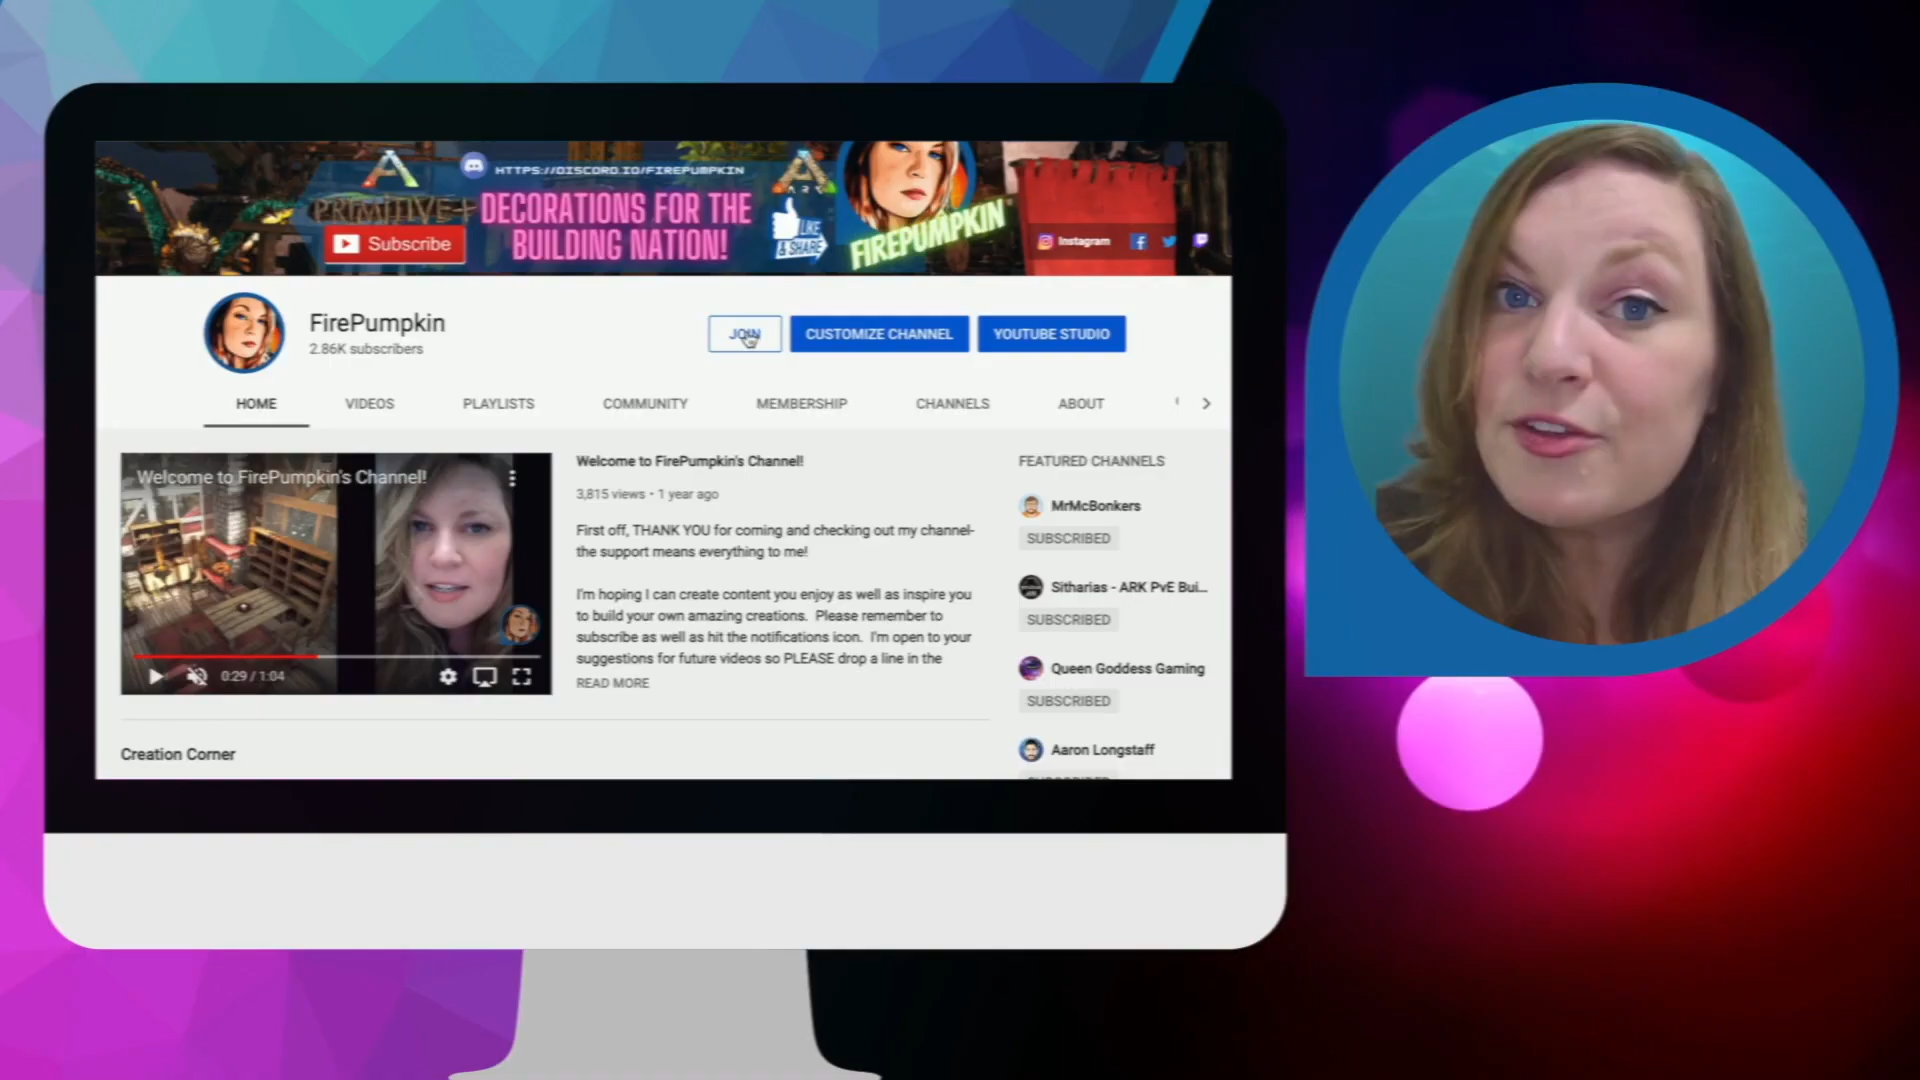 HTTPS://DISCORD.IO/FIREPUMPKIN
ARK
PRIMITIVE+
DECORATIONS FOR THE
BUILDING NATION!
Subscribe
LIKE
& SHARE
FIREPUMPKIN
Instagram
FirePumpkin
2.86K subscribers
JOIN
CUSTOMIZE CHANNEL
YOUTUBE STUDIO
HOME
VIDEOS
PLAYLISTS
COMMUNITY
MEMBERSHIP
CHANNELS
ABOUT
Welcome to FirePumpkin's Channel!
0:29 / 1:04
Welcome to FirePumpkin's Channel!
3,815 views • 1 year ago
First off, THANK YOU for coming and checking out my channel-
the support means everything to me!
I'm hoping I can create content you enjoy as well as inspire you
to build your own amazing creations. Please remember to
subscribe as well as hit the notifications icon. I'm open to your
suggestions for future videos so PLEASE drop a line in the
READ MORE
FEATURED CHANNELS
MrMcBonkers
SUBSCRIBED
Sitharias - ARK PvE Bui...
SUBSCRIBED
Queen Goddess Gaming
SUBSCRIBED
Aaron Longstaff
SUBSCRIBED
Creation Corner